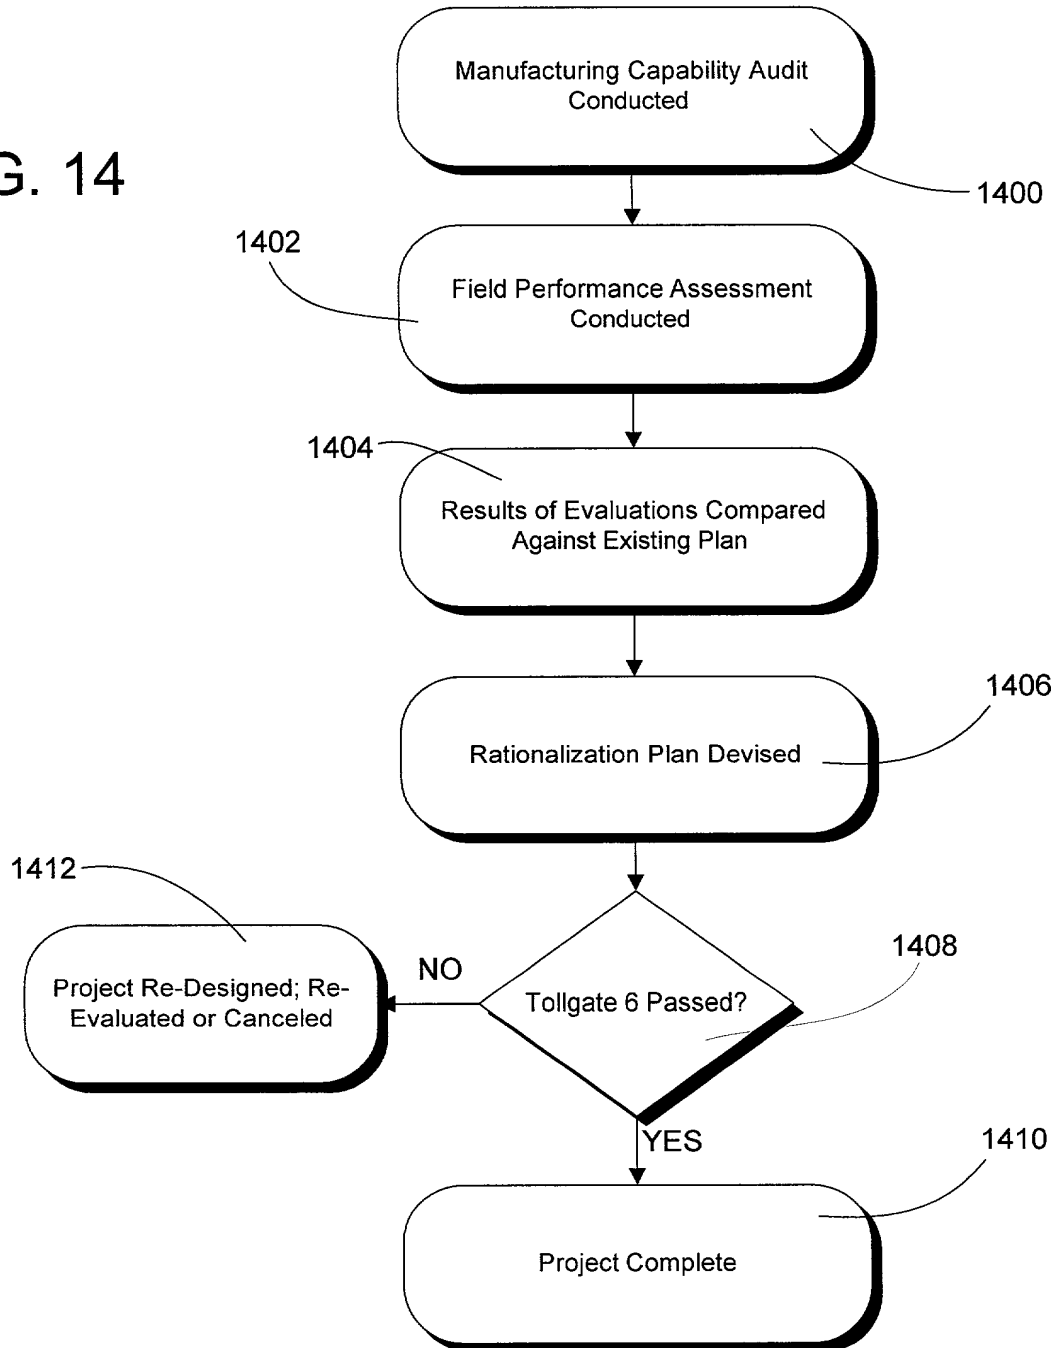 Manufacturing Capability Audit
Conducted
G. 14
1400
1402
Field Performance Assessment
Conducted
1404
Results of Evaluations Compared
Against Existing Plan
1406
Rationalization Plan Devised
1412
1408
NO
Project Re-Designed; Re-
Evaluated or Canceled
Tollgate 6 Passed?
YES
1410
Project Complete